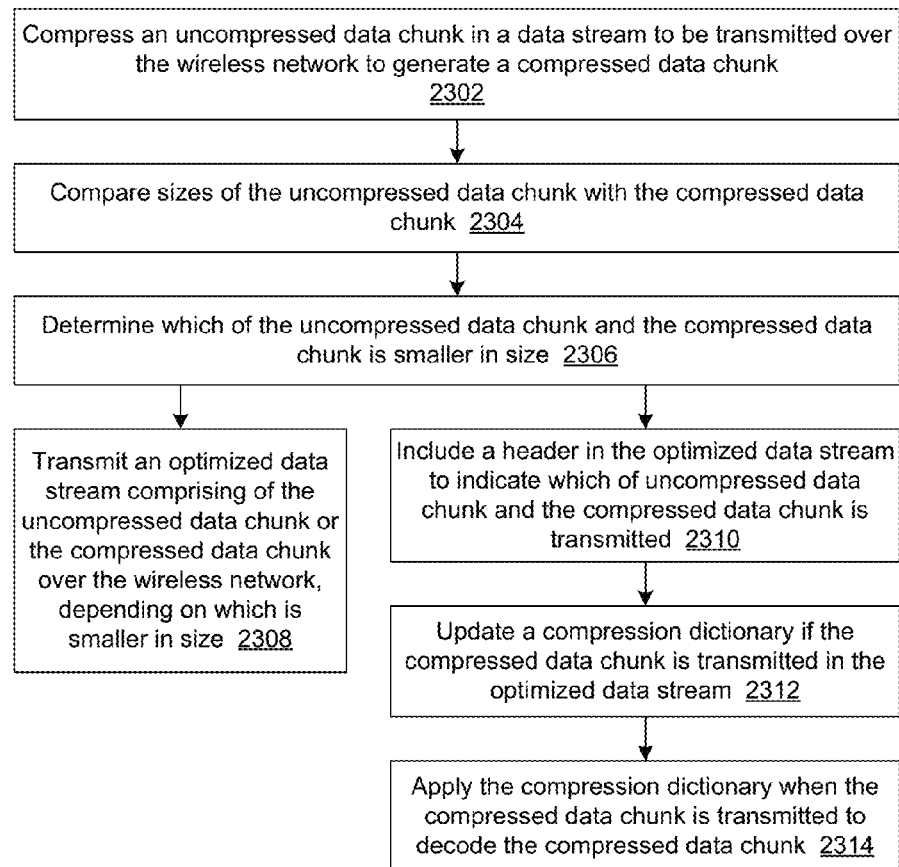 Compress an uncompressed data chunk in a data stream to be transmitted over
the wireless network to generate a compressed data chunk
2302
Compare sizes of the uncompressed data chunk with the compressed data
chunk 2304
Determine which of the uncompressed data chunk and the compressed data
chunk is smaller in size 2306
Transmit an optimized data
stream comprising of the
uncompressed data chunk or
the compressed data chunk
over the wireless network,
depending on which is
smaller in size 2308
Include a header in the optimized data stream
to indicate which of uncompressed data
chunk and the compressed data chunk is
transmitted 2310
Update a compression dictionary if the
compressed data chunk is transmitted in the
optimized data stream 2312
Apply the compression dictionary when the
compressed data chunk is transmitted to
decode the compressed data chunk 2314